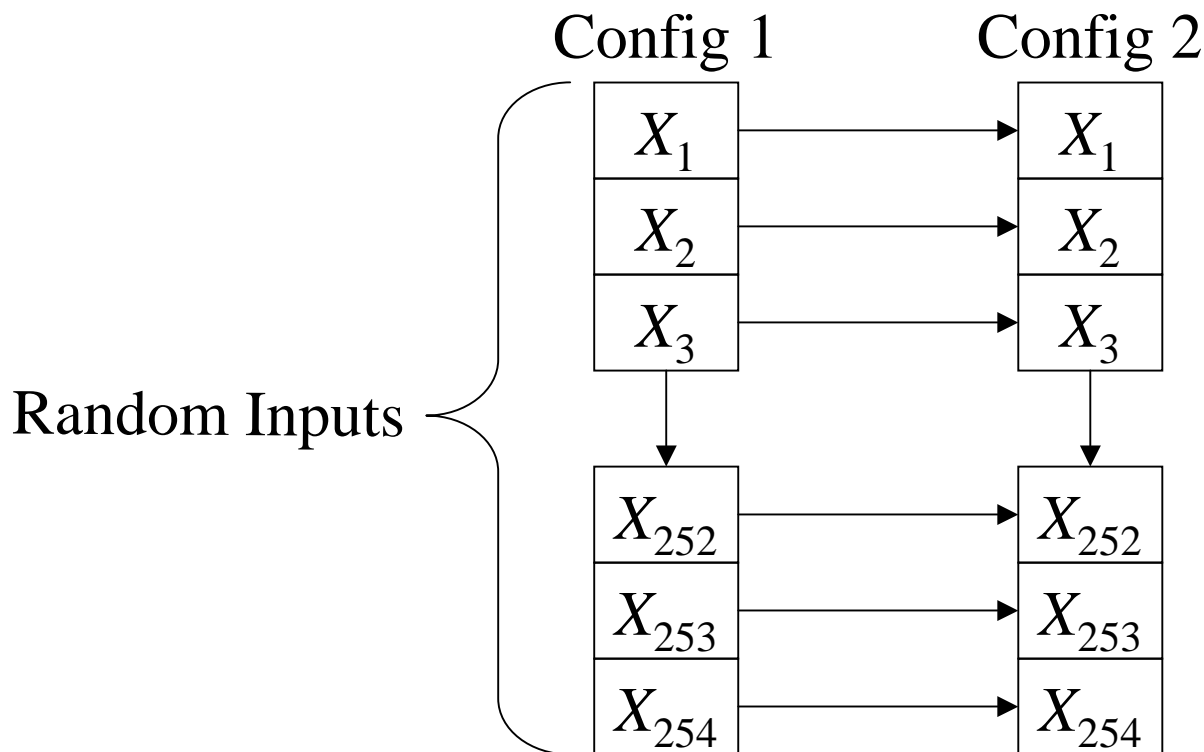 Config 1 Config 2
X1 X1
X2 X2
X3 X3
Random Inputs
X252 X252
X253 X253
X254 X254